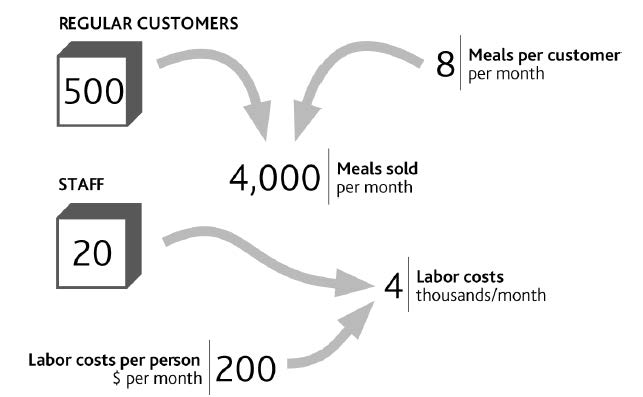 REGULAR CUSTOMERS
500
8
Meals per customer
per month
4,000
Meals sold
per month
STAFF
20
4
Labor costs
thousands/month
Labor costs per person
$ per month
200